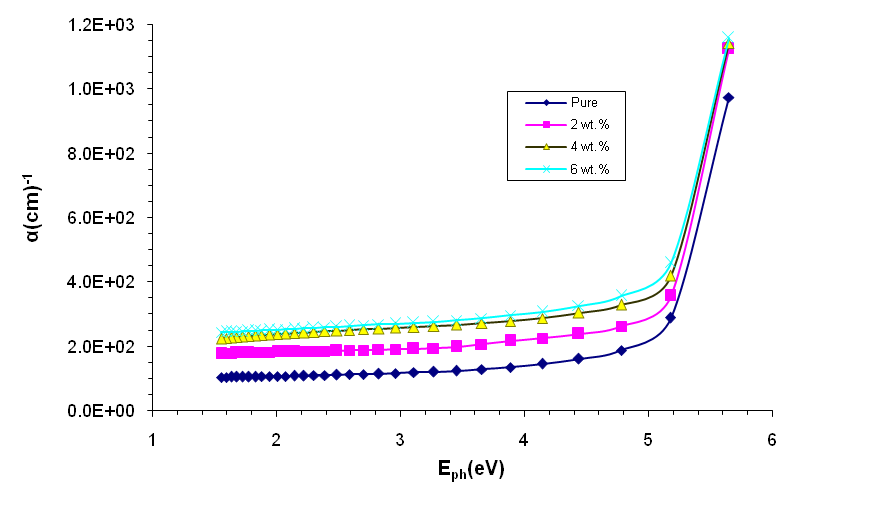 1.2E+03
1.0E+03
8.0E+02
6.0E+02
4.0E+02
2.0E+02
0.0E+00
α(cm)⁻¹
Pure
2 wt.%
4 wt.%
6 wt.%
1 2 3 4 5 6
Eₚₕ(eV)